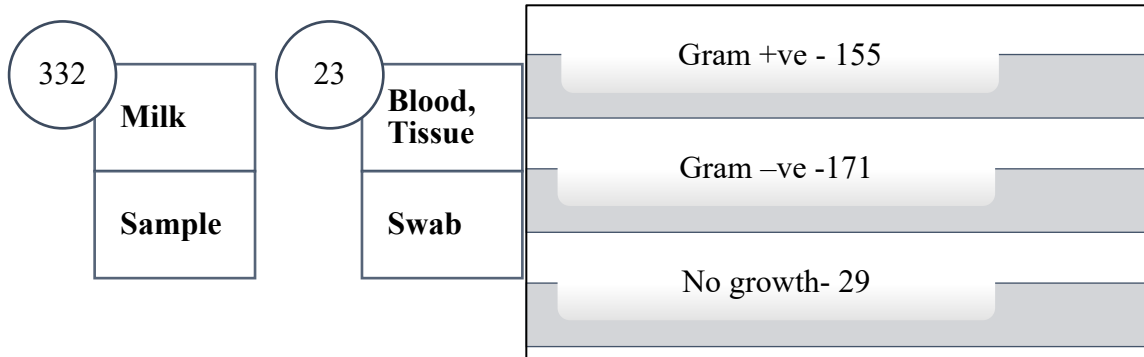 332
Milk
Sample
23
Blood,
Tissue
Swab
Gram +ve - 155
Gram –ve -171
No growth- 29